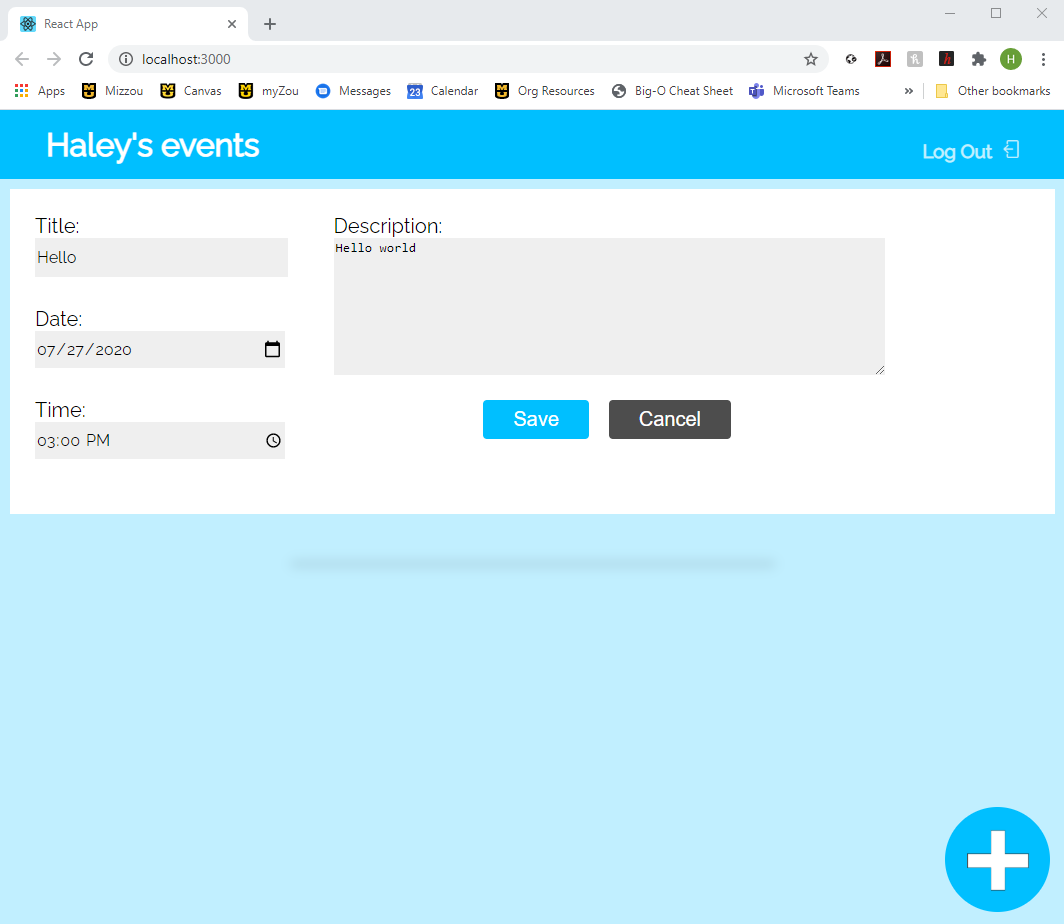 React App
localhost:3000
H
Apps Mizzou Canvas myZou Messages 23 Calendar Org Resources Big-O Cheat Sheet Microsoft Teams » Other bookmarks
Haley's events
Log Out
Title:
Hello
Date:
07/27/2020
Time:
03:00 PM
Description:
Hello world
Save
Cancel